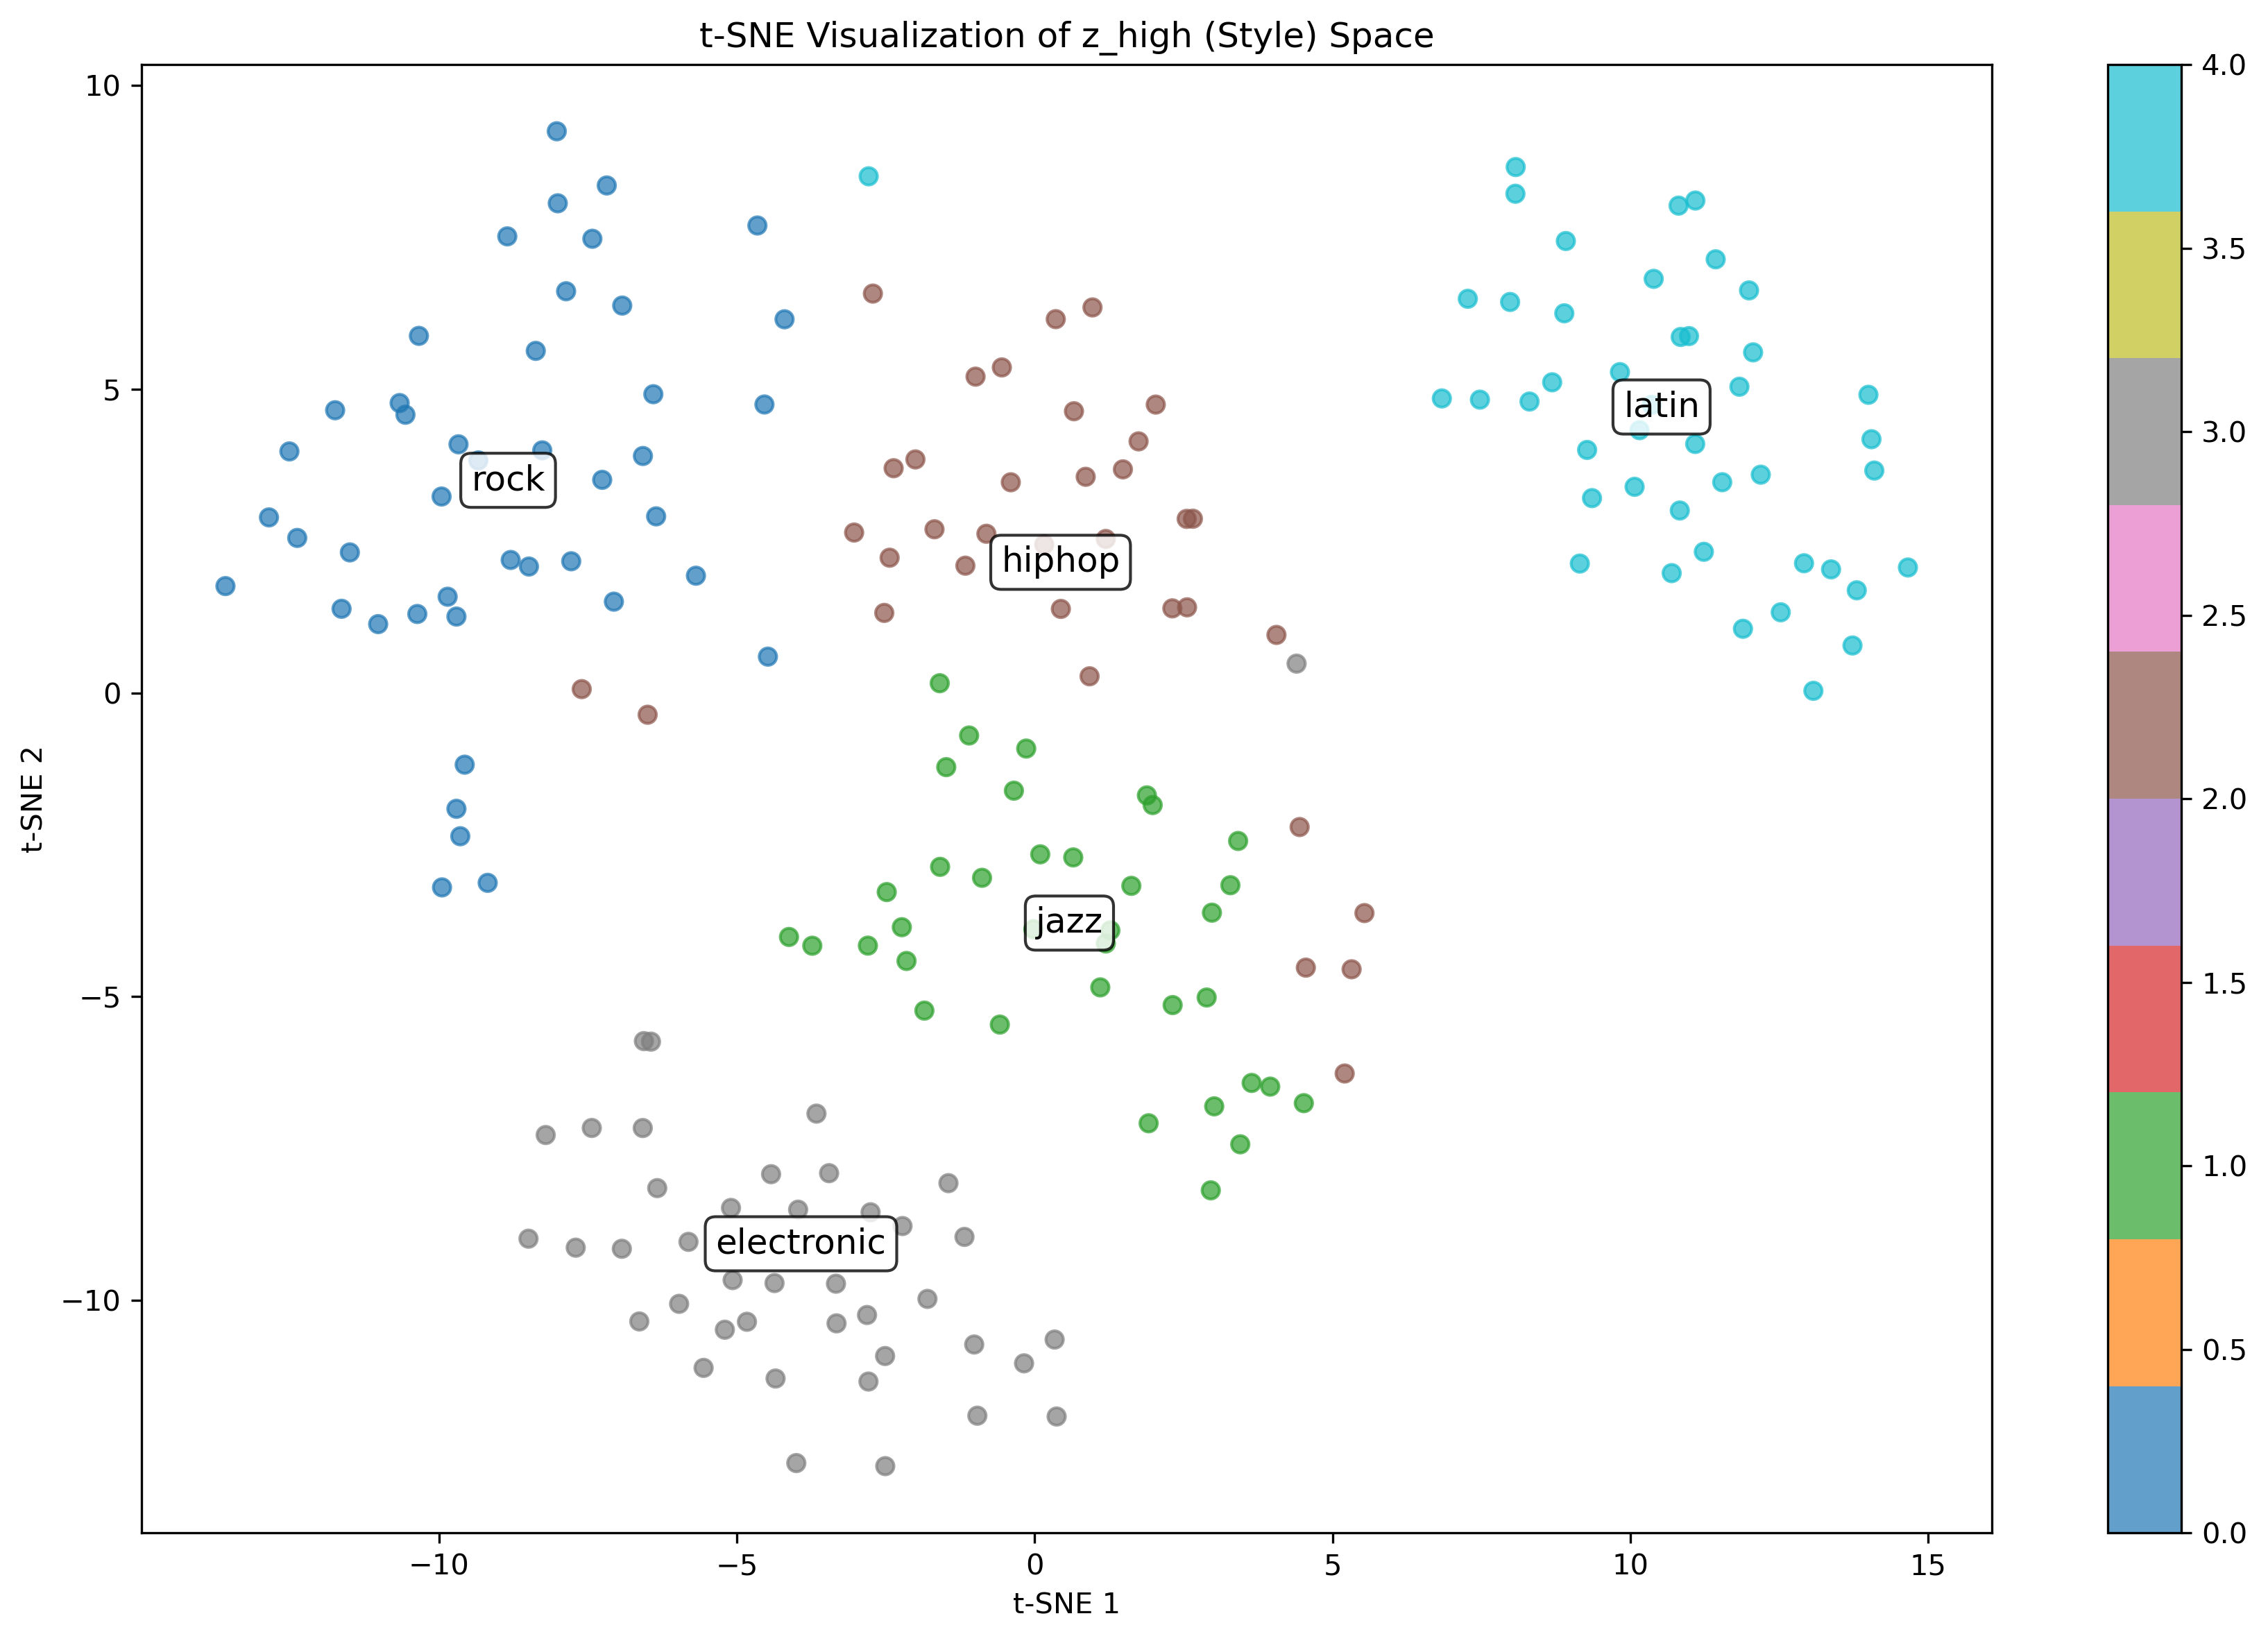 t-SNE Visualization of z_high (Style) Space
10
5
0
−5
−10
t-SNE 2
rock
hiphop
latin
jazz
electronic
−10
−5
0
5
10
15
t-SNE 1
4.0
3.5
3.0
2.5
2.0
1.5
1.0
0.5
0.0